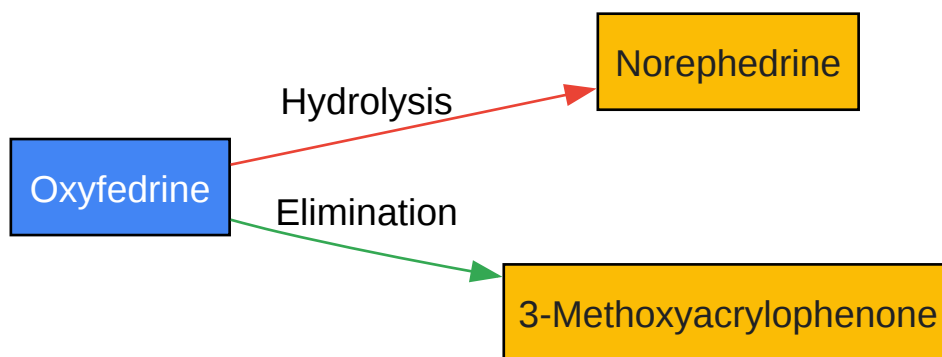 Norephedrine
Hydrolysis
Oxyfedrine
Elimination
3-Methoxyacrylophenone